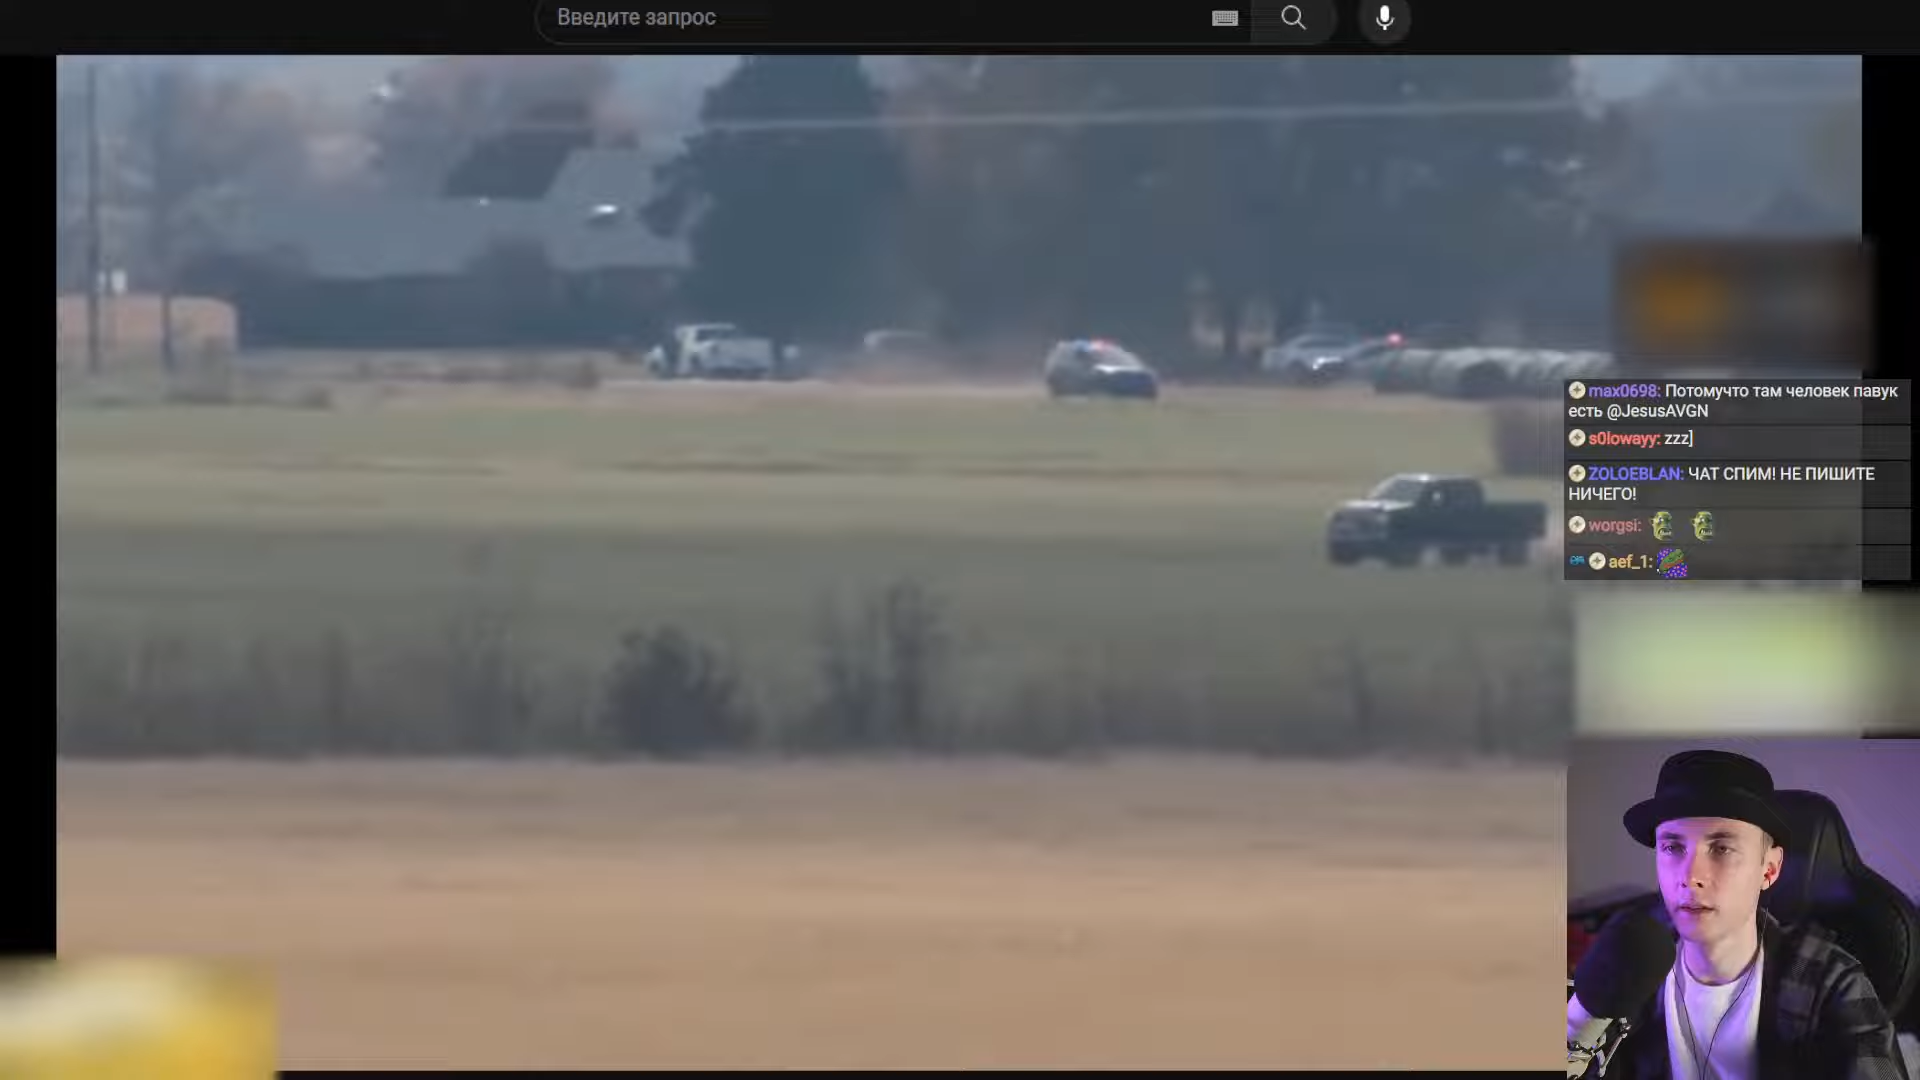 Введите запрос
max0698: Потомучто там человек павук
есть @JesusAVGN
s0lowayy: zzz]
ZOLOEBLAN: ЧАТ СПИМ! НЕ ПИШИТЕ
НИЧЕГО!
worgsi:
aef_1: